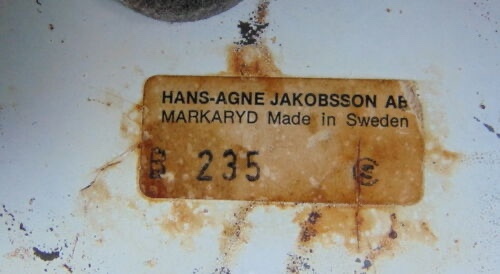 HANS-AGNE JAKOBSSON AB
MARKARYD Made in Sweden
B 235